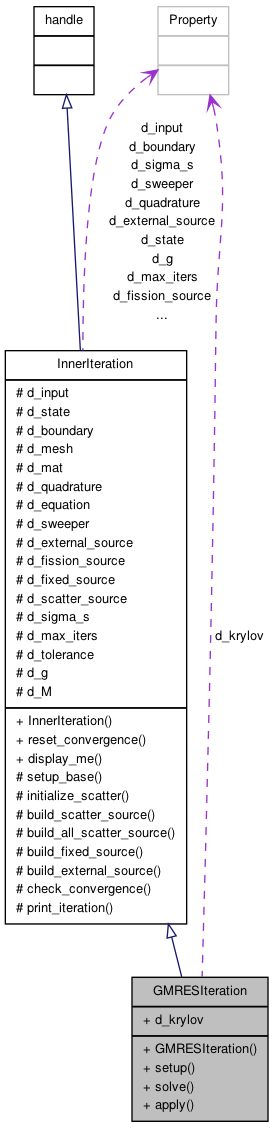 handle
Property
d_input
d_boundary
d_sigma_s
d_sweeper
d_quadrature
d_external_source
d_state
d_g
d_max_iters
d_fission_source
...
InnerIteration
# d_input
# d_state
# d_boundary
# d_mesh
# d_mat
# d_quadrature
# d_equation
# d_sweeper
# d_external_source
# d_fission_source
# d_fixed_source
# d_scatter_source
# d_sigma_s
# d_max_iters
# d_tolerance
# d_g
# d_M
d_krylov
+ InnerIteration()
+ reset_convergence()
+ display_me()
# setup_base()
# initialize_scatter()
# build_scatter_source()
# build_all_scatter_source()
# build_fixed_source()
# build_external_source()
# check_convergence()
# print_iteration()
GMRESIteration
+ d_krylov
+ GMRESIteration()
+ setup()
+ solve()
+ apply()